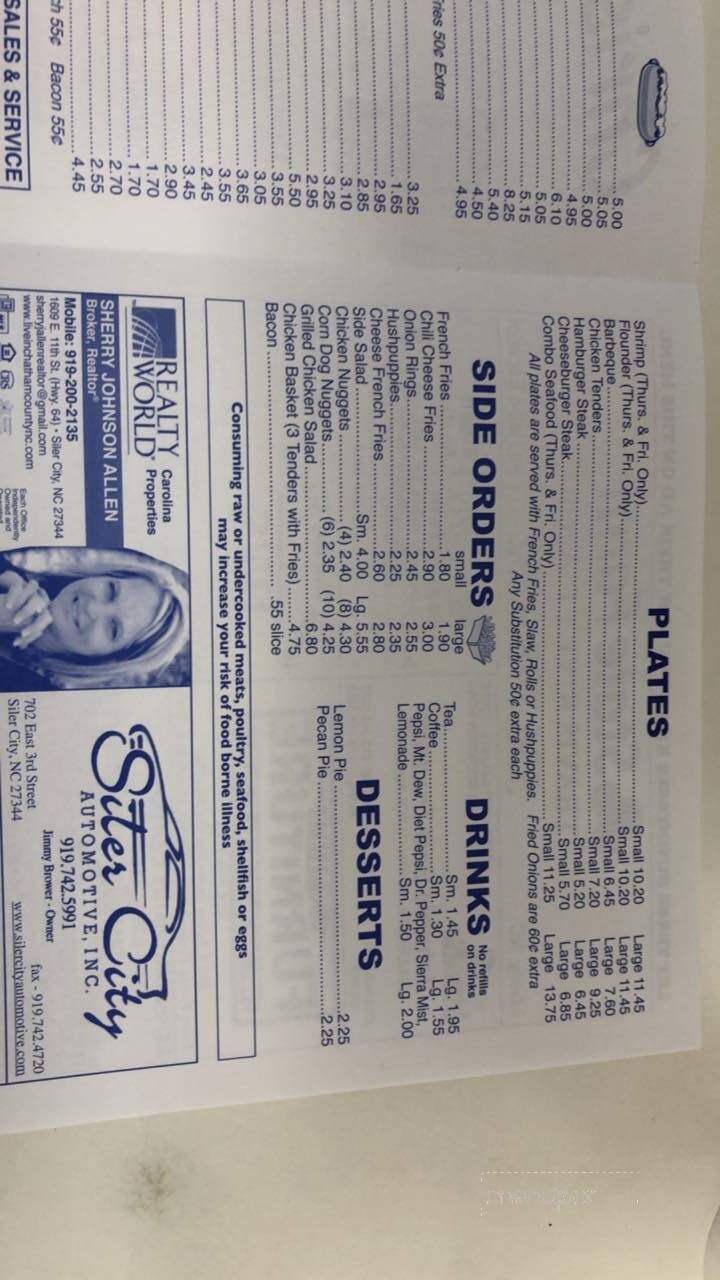 5.00
5.05
5.00
4.95
6.10
5.05
5.15
8.25
5.40
4.50
4.95
ries 50¢ Extra
3.25
1.65
2.95
2.85
3.10
3.25
2.95
5.50
3.55
3.05
3.65
3.55
2.45
3.45
2.90
1.70
1.70
2.70
2.55
4.45
ch 55¢ Bacon 55¢
SALES & SERVICE
PLATES
Shrimp (Thurs. & Fri. Only) Small 10.20 Large 11.45
Flounder (Thurs. & Fri. Only) Small 10.20 Large 11.45
Barbeque Small 6.45 Large 7.60
Chicken Tenders Small 7.20 Large 9.25
Hamburger Steak Small 5.20 Large 6.45
Cheeseburger Steak Small 5.70 Large 6.85
Combo Seafood (Thurs. & Fri. Only) Small 11.25 Large 13.75
All plates are served with French Fries, Slaw, Rolls or Hushpuppies. Fried Onions are 60¢ extra
Any Substitution 50¢ extra each
SIDE ORDERS
small large
French Fries 1.80 1.90
Chili Cheese Fries 2.90 3.00
Onion Rings 2.45 2.55
Hushpuppies 2.25 2.35
Cheese French Fries 2.60 2.80
Side Salad Sm. 4.00 Lg. 5.55
Chicken Nuggets (4) 2.40 (8) 4.30
Corn Dog Nuggets (6) 2.35 (10) 4.25
Grilled Chicken Salad 6.80
Chicken Basket (3 Tenders with Fries) 4.75
Bacon .55 slice
DRINKS No refills on drinks
Tea Sm. 1.45 Lg. 1.95
Coffee Sm. 1.30 Lg. 1.55
Pepsi, Mt. Dew, Diet Pepsi, Dr. Pepper, Sierra Mist,
Lemonade Sm. 1.50 Lg. 2.00
DESSERTS
Lemon Pie 2.25
Pecan Pie 2.25
Consuming raw or undercooked meats, poultry, seafood, shellfish or eggs
may increase your risk of food borne illness
REALTY WORLD®
Carolina
Properties
SHERRY JOHNSON ALLEN
Broker, Realtor®
Mobile: 919-200-2135
1609 E. 11th St. (Hwy. 64) • Siler City, NC 27344
sherryjallenrealtor@gmail.com
www.liveinchathamcountync.com
Each Office
Independently
Owned and
Siler City
AUTOMOTIVE, INC.
919.742.5991
Jimmy Brower - Owner
702 East 3rd Street
Siler City, NC 27344
fax - 919.742.4720
www.silercityautomotive.com
menupix